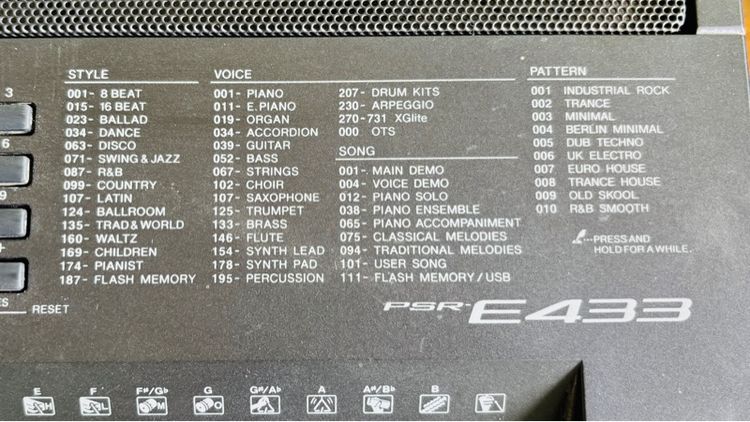 3
6
9
+
ES
RESET
STYLE
001- 8 BEAT
015- 16 BEAT
023- BALLAD
034- DANCE
063- DISCO
071- SWING & JAZZ
087- R&B
099- COUNTRY
107- LATIN
124- BALLROOM
135- TRAD & WORLD
160- WALTZ
169- CHILDREN
174- PIANIST
187- FLASH MEMORY
VOICE
001- PIANO
011- E. PIANO
019- ORGAN
034- ACCORDION
039- GUITAR
052- BASS
067- STRINGS
102- CHOIR
107- SAXOPHONE
125- TRUMPET
133- BRASS
146- FLUTE
154- SYNTH LEAD
178- SYNTH PAD
195- PERCUSSION
207- DRUM KITS
230- ARPEGGIO
270-731 XGlite
000 OTS
SONG
001- MAIN DEMO
004- VOICE DEMO
012- PIANO SOLO
038- PIANO ENSEMBLE
065- PIANO ACCOMPANIMENT
075- CLASSICAL MELODIES
094- TRADITIONAL MELODIES
101- USER SONG
111- FLASH MEMORY/USB
PATTERN
001 INDUSTRIAL ROCK
002 TRANCE
003 MINIMAL
004 BERLIN MINIMAL
005 DUB TECHNO
006 UK ELECTRO
007 EURO HOUSE
008 TRANCE HOUSE
009 OLD SKOOL
010 R&B SMOOTH
...PRESS AND
HOLD FOR A WHILE.
PSR-E433
E F F♯/G♭ G G♯/A♭ A A♯/B♭ B
H L M O